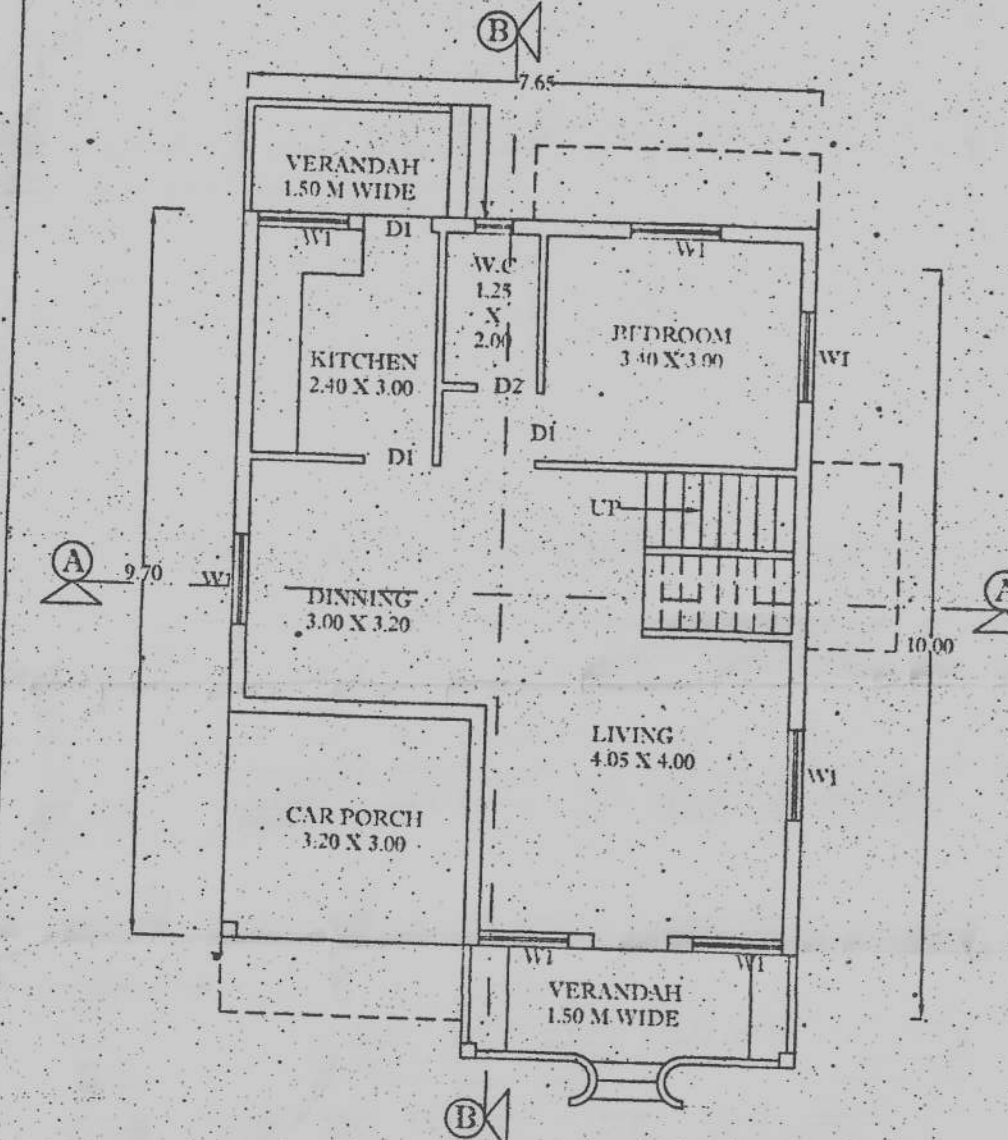 B
7.65
VERANDAH
1.50 M WIDE
W1
D1
V
W.C
1.25
X
2.00
W1
BEDROOM
3.40 X 3.00
W1
KITCHEN
2.40 X 3.00
D2
D1
D1
UP
A
9.70
W1
DINNING
3.00 X 3.20
A
10.00
LIVING
4.05 X 4.00
W1
CAR PORCH
3.20 X 3.00
W1
W1
VERANDAH
1.50 M WIDE
B